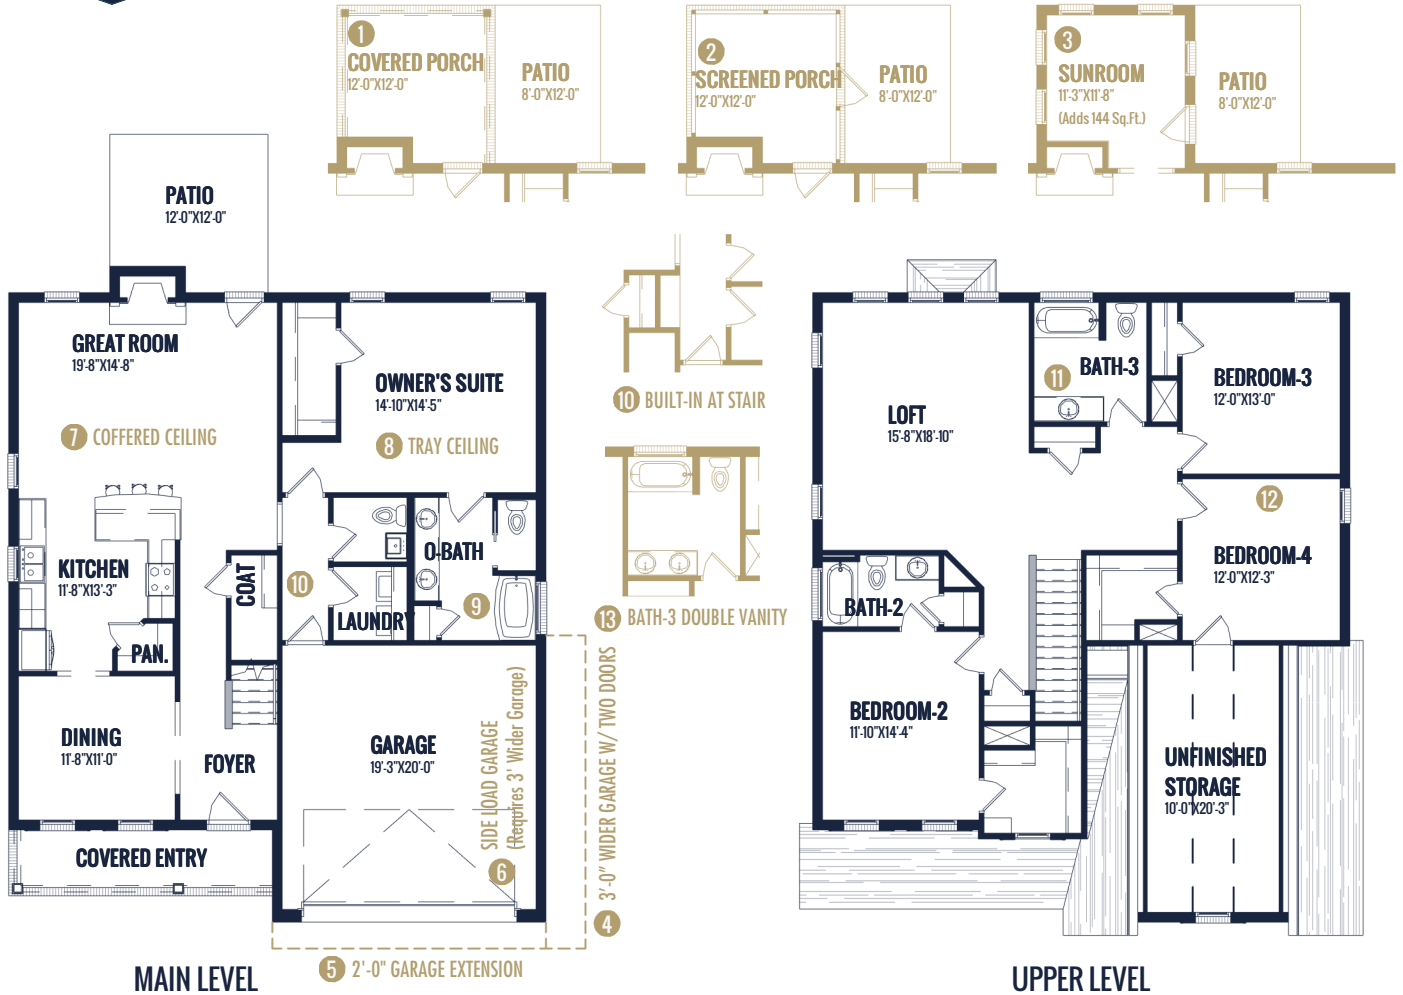 1
COVERED PORCH
12'-0"X12'-0"
PATIO
8'-0"X12'-0"
2
SCREENED PORCH
12'-0"X12'-0"
PATIO
8'-0"X12'-0"
3
SUNROOM
11'-3"X11'-8"
(Adds 144 Sq.Ft.)
PATIO
8'-0"X12'-0"
PATIO
12'-0"X12'-0"
GREAT ROOM
19'-8"X14'-8"
7 COFFERED CEILING
OWNER'S SUITE
14'-10"X14'-5"
8 TRAY CEILING
KITCHEN
11'-8"X13'-3"
COAT
10
O-BATH
9
LAUNDRY
PAN.
DINING
11'-8"X11'-0"
FOYER
GARAGE
19'-3"X20'-0"
SIDE LOAD GARAGE
(Requires 3' Wider Garage)
6
COVERED ENTRY
4 3'-0" WIDER GARAGE W/ TWO DOORS
5 2'-0" GARAGE EXTENSION
MAIN LEVEL
10 BUILT-IN AT STAIR
13 BATH-3 DOUBLE VANITY
LOFT
15'-8"X18'-10"
11
BATH-3
BEDROOM-3
12'-0"X13'-0"
12
BEDROOM-4
12'-0"X12'-3"
BATH-2
BEDROOM-2
11'-10"X14'-4"
UNFINISHED
STORAGE
10'-0"X20'-3"
UPPER LEVEL